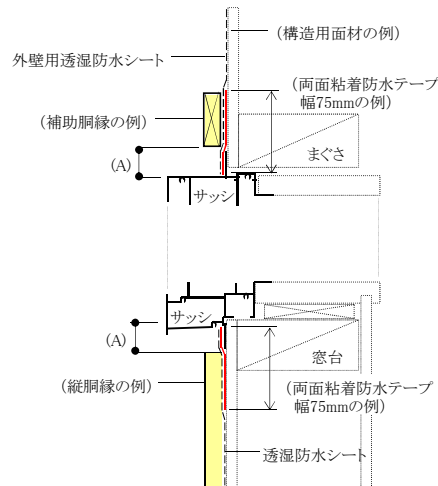 (構造用面材の例)
外壁用透湿防水シート
(両面粘着防水テープ
幅75mmの例)
(補助胴縁の例)
まぐさ
(A)
サッシ
サッシ
(A)
窓台
(縦胴縁の例)
(両面粘着防水テープ
幅75mmの例)
透湿防水シート